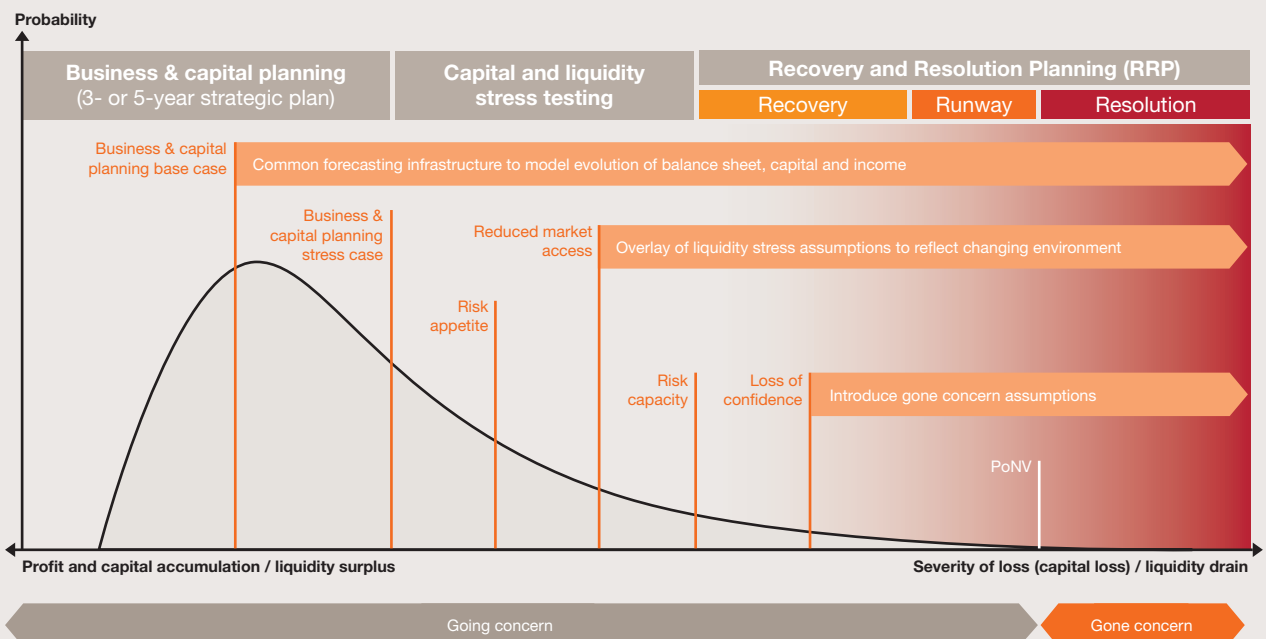 Probability
Business & capital planning
(3- or 5-year strategic plan)
Capital and liquidity
stress testing
Recovery and Resolution Planning (RRP)
Recovery
Runway
Resolution
Business & capital
planning base case
Common forecasting infrastructure to model evolution of balance sheet, capital and income
Business &
capital planning
stress case
Reduced market
access
Overlay of liquidity stress assumptions to reflect changing environment
Risk
appetite
Risk
capacity
Loss of
confidence
Introduce gone concern assumptions
PoNV
Profit and capital accumulation / liquidity surplus
Severity of loss (capital loss) / liquidity drain
Going concern
Gone concern